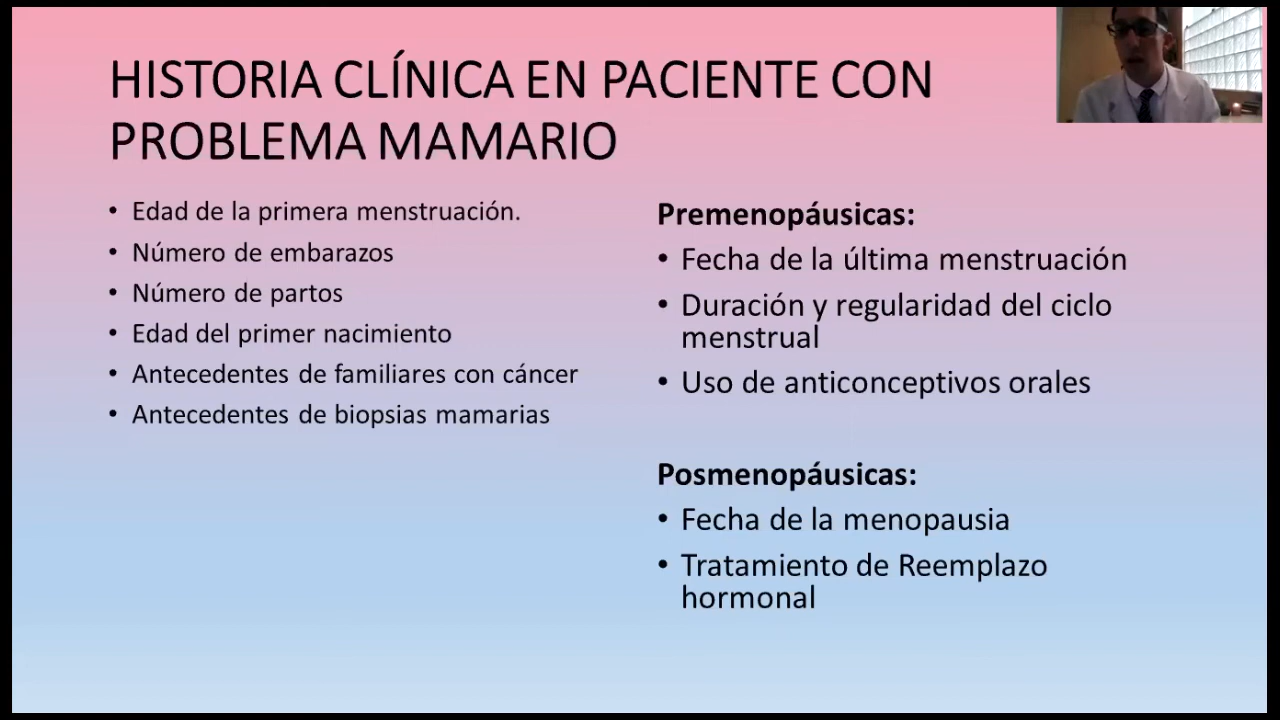 HISTORIA CLÍNICA EN PACIENTE CON
PROBLEMA MAMARIO
• Edad de la primera menstruación.
• Número de embarazos
• Número de partos
• Edad del primer nacimiento
• Antecedentes de familiares con cáncer
• Antecedentes de biopsias mamarias
Premenopáusicas:
• Fecha de la última menstruación
• Duración y regularidad del ciclo
menstrual
• Uso de anticonceptivos orales
Posmenopáusicas:
• Fecha de la menopausia
• Tratamiento de Reemplazo
hormonal